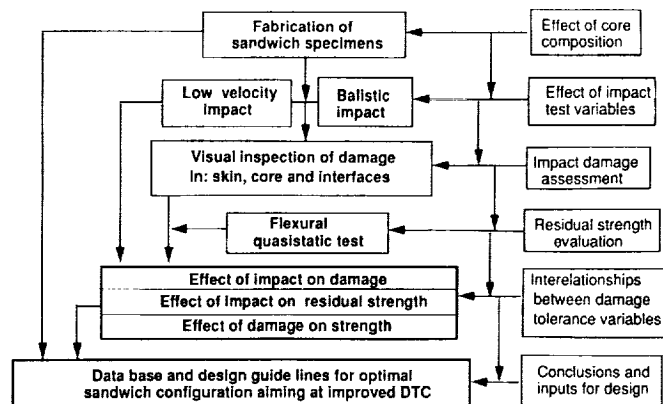 Fabrication of
sandwich specimens
Effect of core
composition
Low velocity
impact
Balistic
impact
Effect of impact
test variables
Visual inspection of damage
In: skin, core and interfaces
Impact damage
assessment
Flexural
quasistatic test
Residual strength
evaluation
Effect of impact on damage
Effect of Impact on residual strength
Effect of damage on strength
Interelationships
between damage
tolerance variables
Data base and design guide lines for optimal
sandwich configuration aiming at improved DTC
Conclusions and
inputs for design